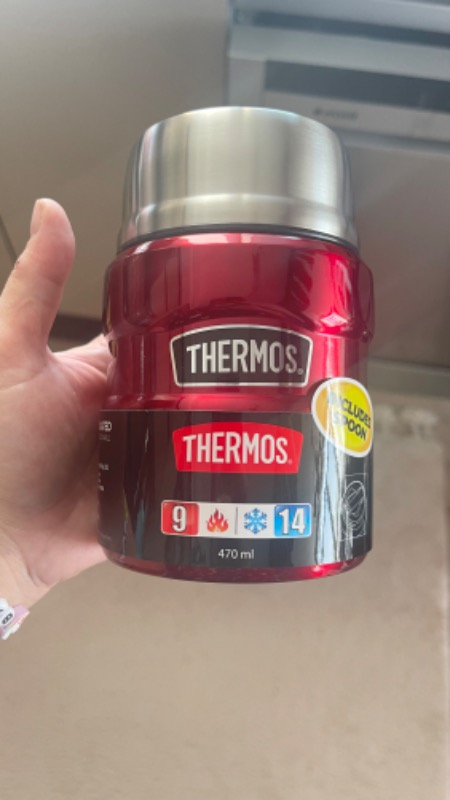 THERMOS®
INCLUDES
SPOON
THERMOS®
9 14
470 ml